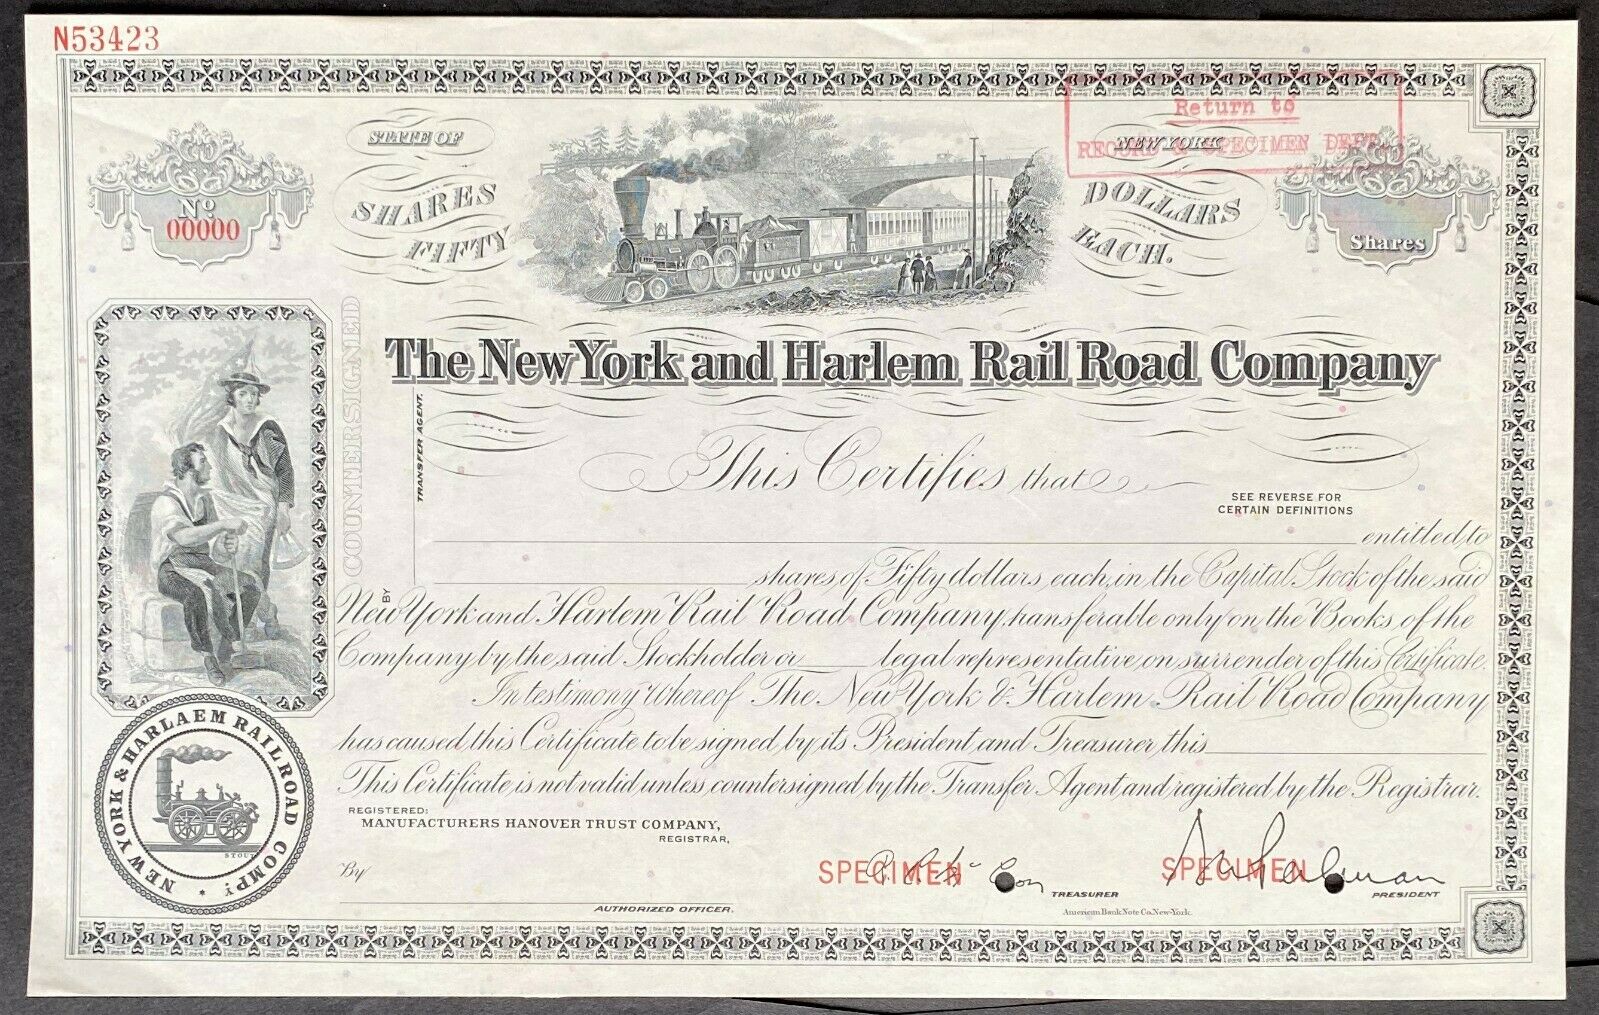 N53423
Return to
RECORD & SPECIMEN DEPT.
STATE OF
NEW YORK
No
00000
SHARES
FIFTY
DOLLARS
EACH.
Shares
The New York and Harlem Rail Road Company
COUNTERSIGNED
TRANSFER AGENT.
BY
This Certifies that
SEE REVERSE FOR
CERTAIN DEFINITIONS
entitled to
shares of Fifty dollars each, in the Capital Stock of the said
New York and Harlem Rail Road Company, transferable only on the Books of the
Company by the said Stockholder or legal representative on surrender of this Certificate.
In testimony Whereof The New York & Harlem Rail Road Company
has caused this Certificate to be signed by its President and Treasurer this
This Certificate is not valid unless countersigned by the Transfer Agent and registered by the Registrar.
NEW YORK & HARLAEM RAILROAD COMPY
STOUT
REGISTERED:
MANUFACTURERS HANOVER TRUST COMPANY,
REGISTRAR,
By
AUTHORIZED OFFICER.
SPECIMEN
TREASURER
SPECIMEN
PRESIDENT
American Bank Note Co. New-York.